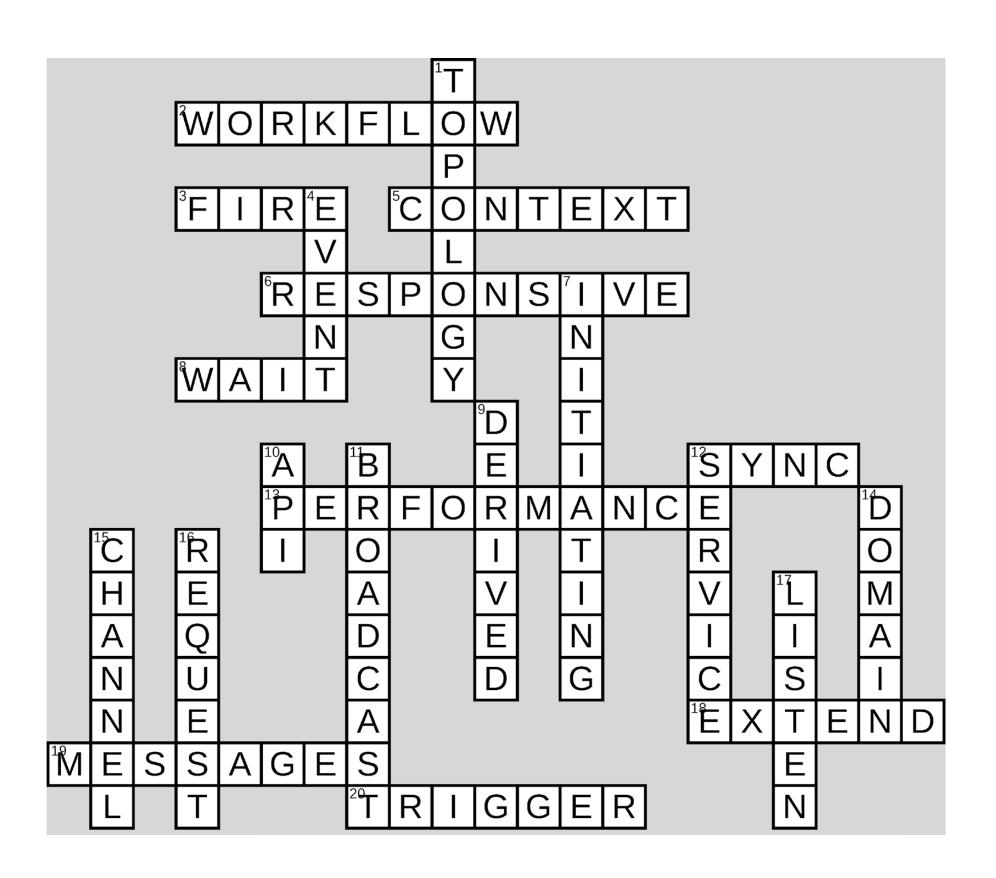 1 TOPOLOGY
2 WORKFLOW
3 FIRE
4 EVENT
5 CONTEXT
6 RESPONSIVE
7 INITIATING
8 WAIT
9 DERIVED
10 API
11 BROADCAST
12 SYNC
12 SERVICE
13 PERFORMANCE
14 DOMAIN
15 CHANNEL
16 REQUEST
17 LISTEN
18 EXTEND
19 MESSAGES
20 TRIGGER